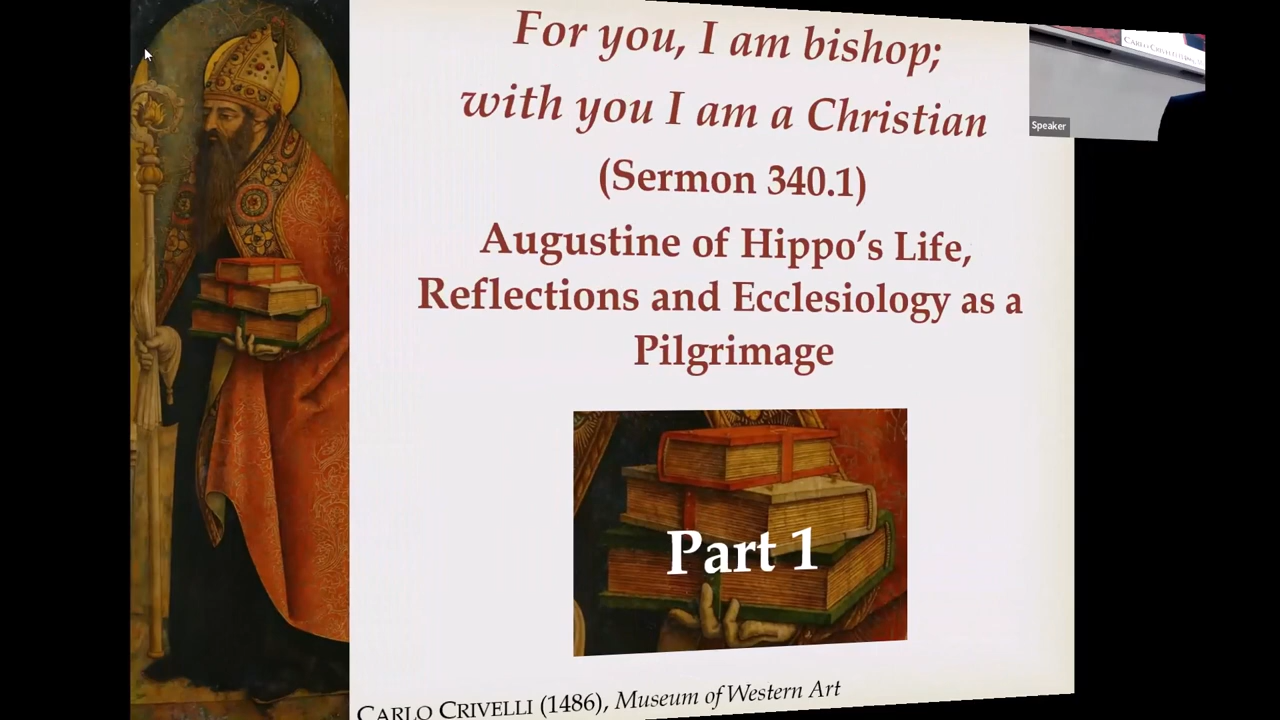 For you, I am bishop;
with you I am a Christian
(Sermon 340.1)
Augustine of Hippo’s Life,
Reflections and Ecclesiology as a
Pilgrimage
Part 1
CARLO CRIVELLI (1486), Museum of Western Art
Speaker